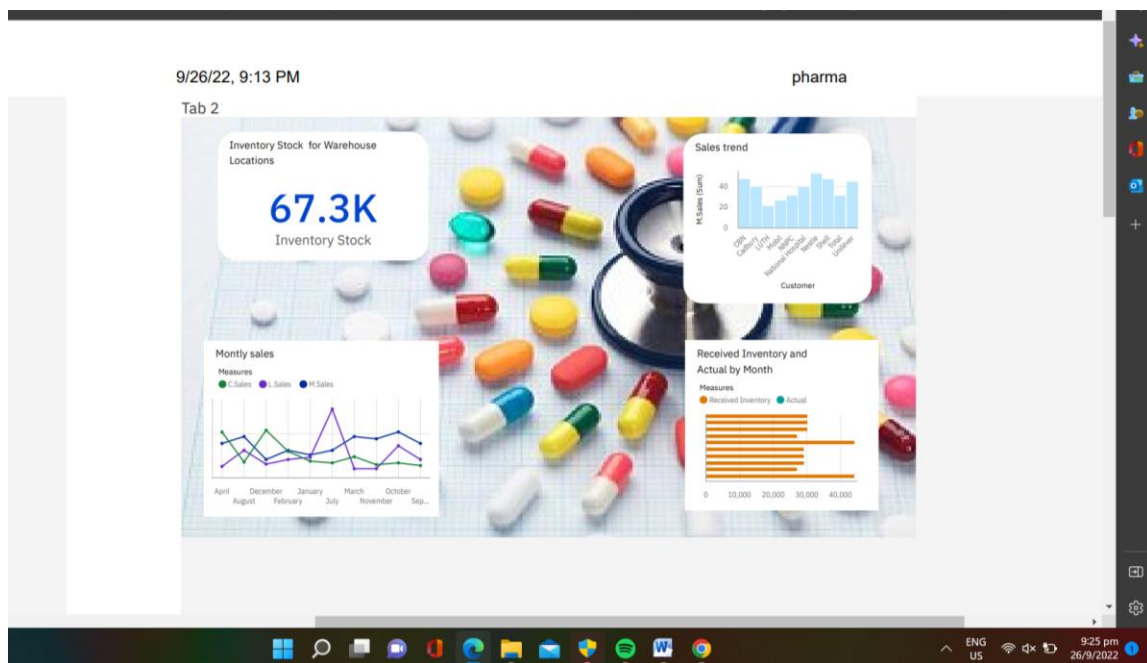 9/26/22, 9:13 PM
pharma
Tab 2
Inventory Stock for Warehouse
Locations
67.3K
Inventory Stock
Sales trend
M.Sales (Sum)
40
20
0
CBN
Cadbury
LUTH
Mobil
NNPC
National Hospital
Nestle
Shell
Total
Unilever
Customer
Montly sales
Measures
C.Sales L.Sales M.Sales
April December January March October
August February July November Sep...
Received Inventory and
Actual by Month
Measures
Received Inventory Actual
0 10,000 20,000 30,000 40,000
ENG
US
9:25 pm
26/9/2022